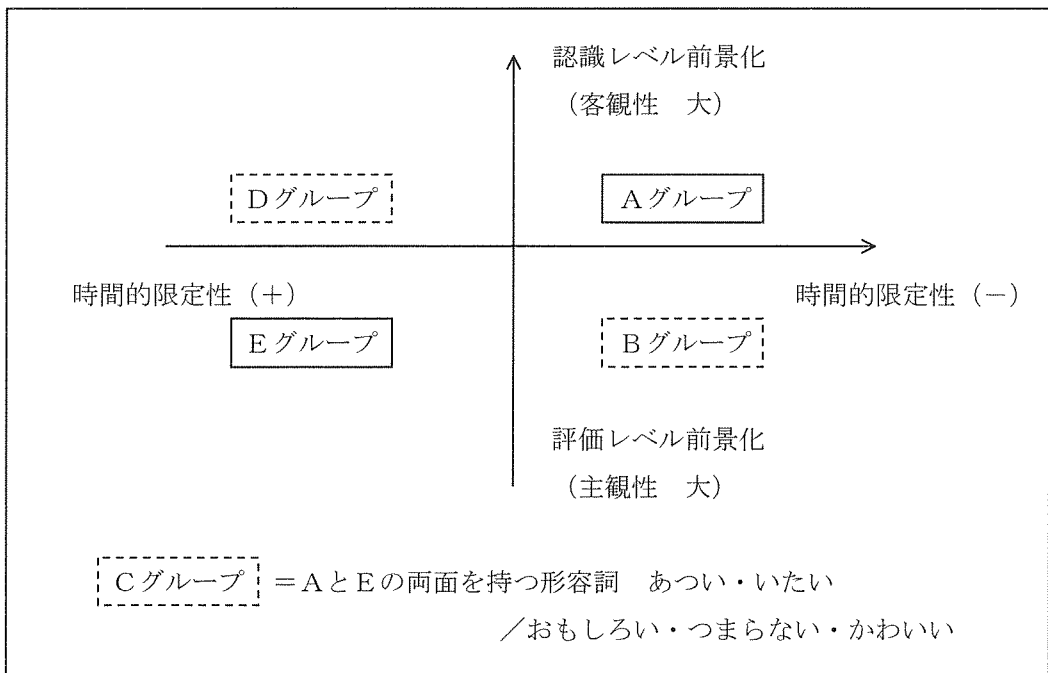 認識レベル前景化
（客観性　大）
Dグループ
Aグループ
時間的限定性（＋）
時間的限定性（－）
Eグループ
Bグループ
評価レベル前景化
（主観性　大）
Cグループ ＝AとEの両面を持つ形容詞　あつい・いたい
／おもしろい・つまらない・かわいい